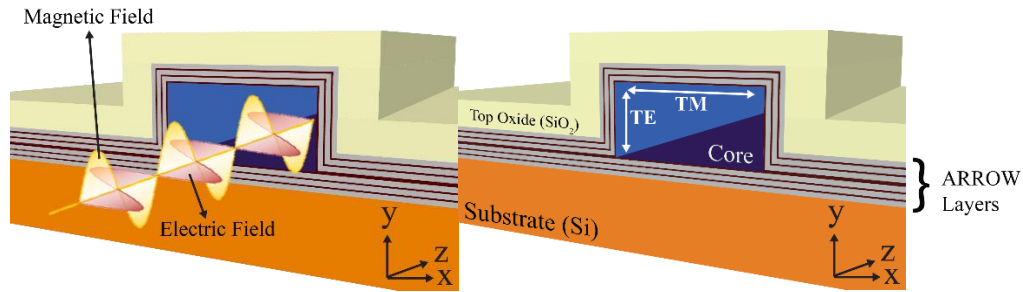 Magnetic Field
Electric Field
y
z
x
Top Oxide (SiO₂)
TE
TM
Core
Substrate (Si)
y
z
x
ARROW
Layers